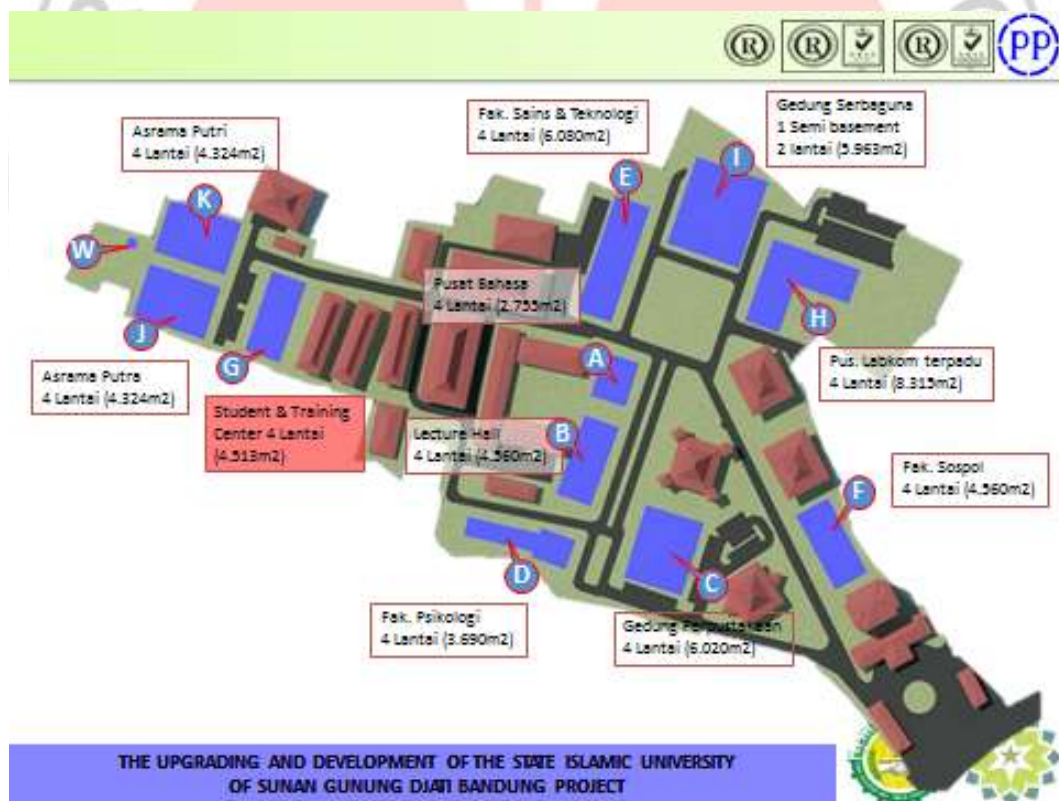 PP
Fak. Sains & Teknologi
4 Lantai (6.080m2)
Gedung Serbaguna
1 Semi basement
2 lantai (5.963m2)
Asrama Putri
4 Lantai (4.324m2)
I
E
K
W
Pusat Bahasa
4 Lantai (2.755m2)
H
J
G
A
Pus. Labkom terpadu
4 Lantai (8.315m2)
Asrama Putra
4 Lantai (4.324m2)
Student & Training
Center 4 Lantai
(4.513m2)
Lecture Hall
4 Lantai (4.560m2)
B
Fak. Sospol
4 Lantai (4.560m2)
F
D
C
Fak. Psikologi
4 Lantai (3.690m2)
Gedung Perpustakaan
4 Lantai (6.020m2)
THE UPGRADING AND DEVELOPMENT OF THE STATE ISLAMIC UNIVERSITY
OF SUNAN GUNUNG DJATI BANDUNG PROJECT